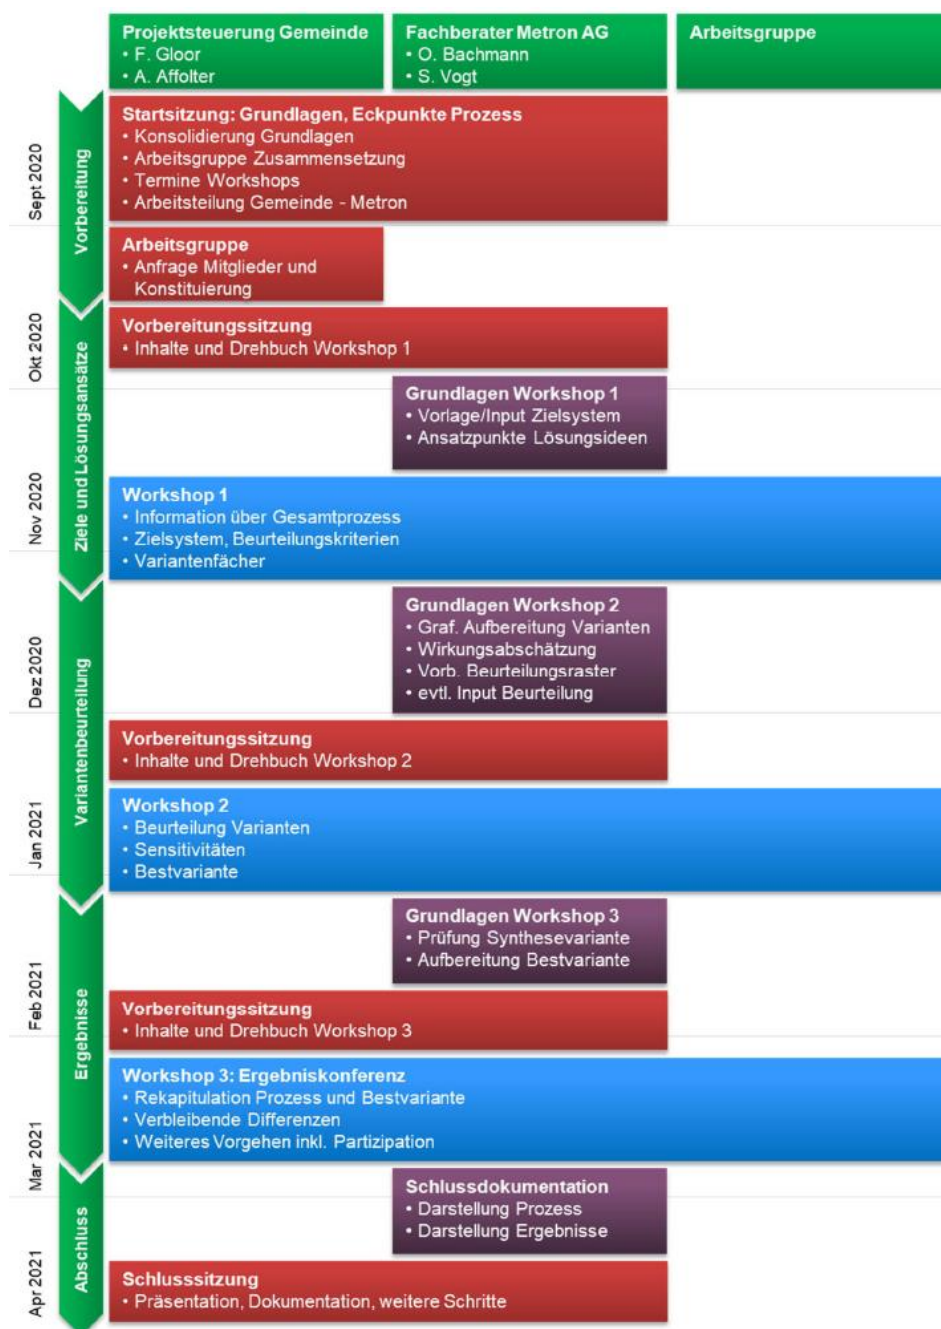 Projektsteuerung Gemeinde
• F. Gloor
• A. Affolter
Fachberater Metron AG
• O. Bachmann
• S. Vogt
Arbeitsgruppe
Sept 2020
Vorbereitung
Startsitzung: Grundlagen, Eckpunkte Prozess
• Konsolidierung Grundlagen
• Arbeitsgruppe Zusammensetzung
• Termine Workshops
• Arbeitsteilung Gemeinde - Metron
Arbeitsgruppe
• Anfrage Mitglieder und
Konstituierung
Okt 2020
Ziele und Lösungsansätze
Vorbereitungssitzung
• Inhalte und Drehbuch Workshop 1
Grundlagen Workshop 1
• Vorlage/Input Zielsystem
• Ansatzpunkte Lösungsideen
Nov 2020
Workshop 1
• Information über Gesamtprozess
• Zielsystem, Beurteilungskriterien
• Variantenfächer
Dez 2020
Variantenbeurteilung
Grundlagen Workshop 2
• Graf. Aufbereitung Varianten
• Wirkungsabschätzung
• Vorb. Beurteilungsraster
• evtl. Input Beurteilung
Vorbereitungssitzung
• Inhalte und Drehbuch Workshop 2
Jan 2021
Workshop 2
• Beurteilung Varianten
• Sensitivitäten
• Bestvariante
Feb 2021
Ergebnisse
Grundlagen Workshop 3
• Prüfung Synthesevariante
• Aufbereitung Bestvariante
Vorbereitungssitzung
• Inhalte und Drehbuch Workshop 3
Mar 2021
Workshop 3: Ergebniskonferenz
• Rekapitulation Prozess und Bestvariante
• Verbleibende Differenzen
• Weiteres Vorgehen inkl. Partizipation
Abschluss
Schlussdokumentation
• Darstellung Prozess
• Darstellung Ergebnisse
Apr 2021
Schlusssitzung
• Präsentation, Dokumentation, weitere Schritte